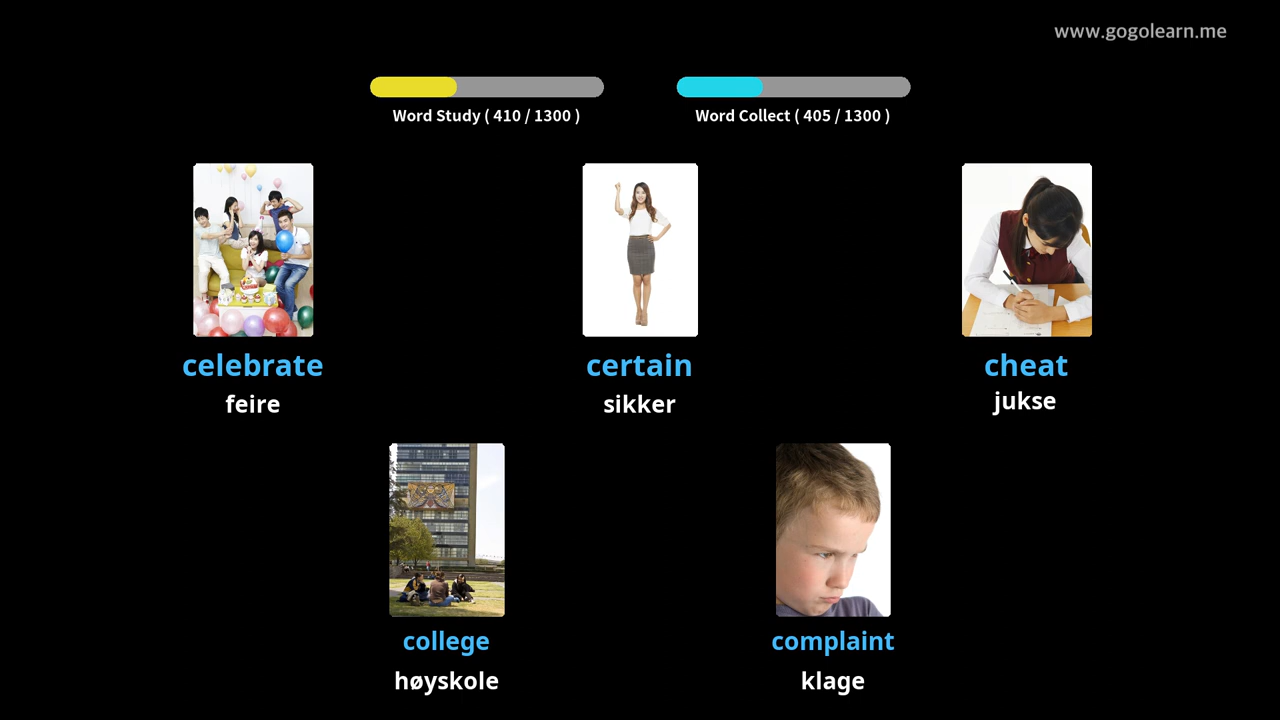 www.gogolearn.me
Word Study ( 410 / 1300 )
Word Collect ( 405 / 1300 )
celebrate
feire
certain
sikker
cheat
jukse
college
høyskole
complaint
klage